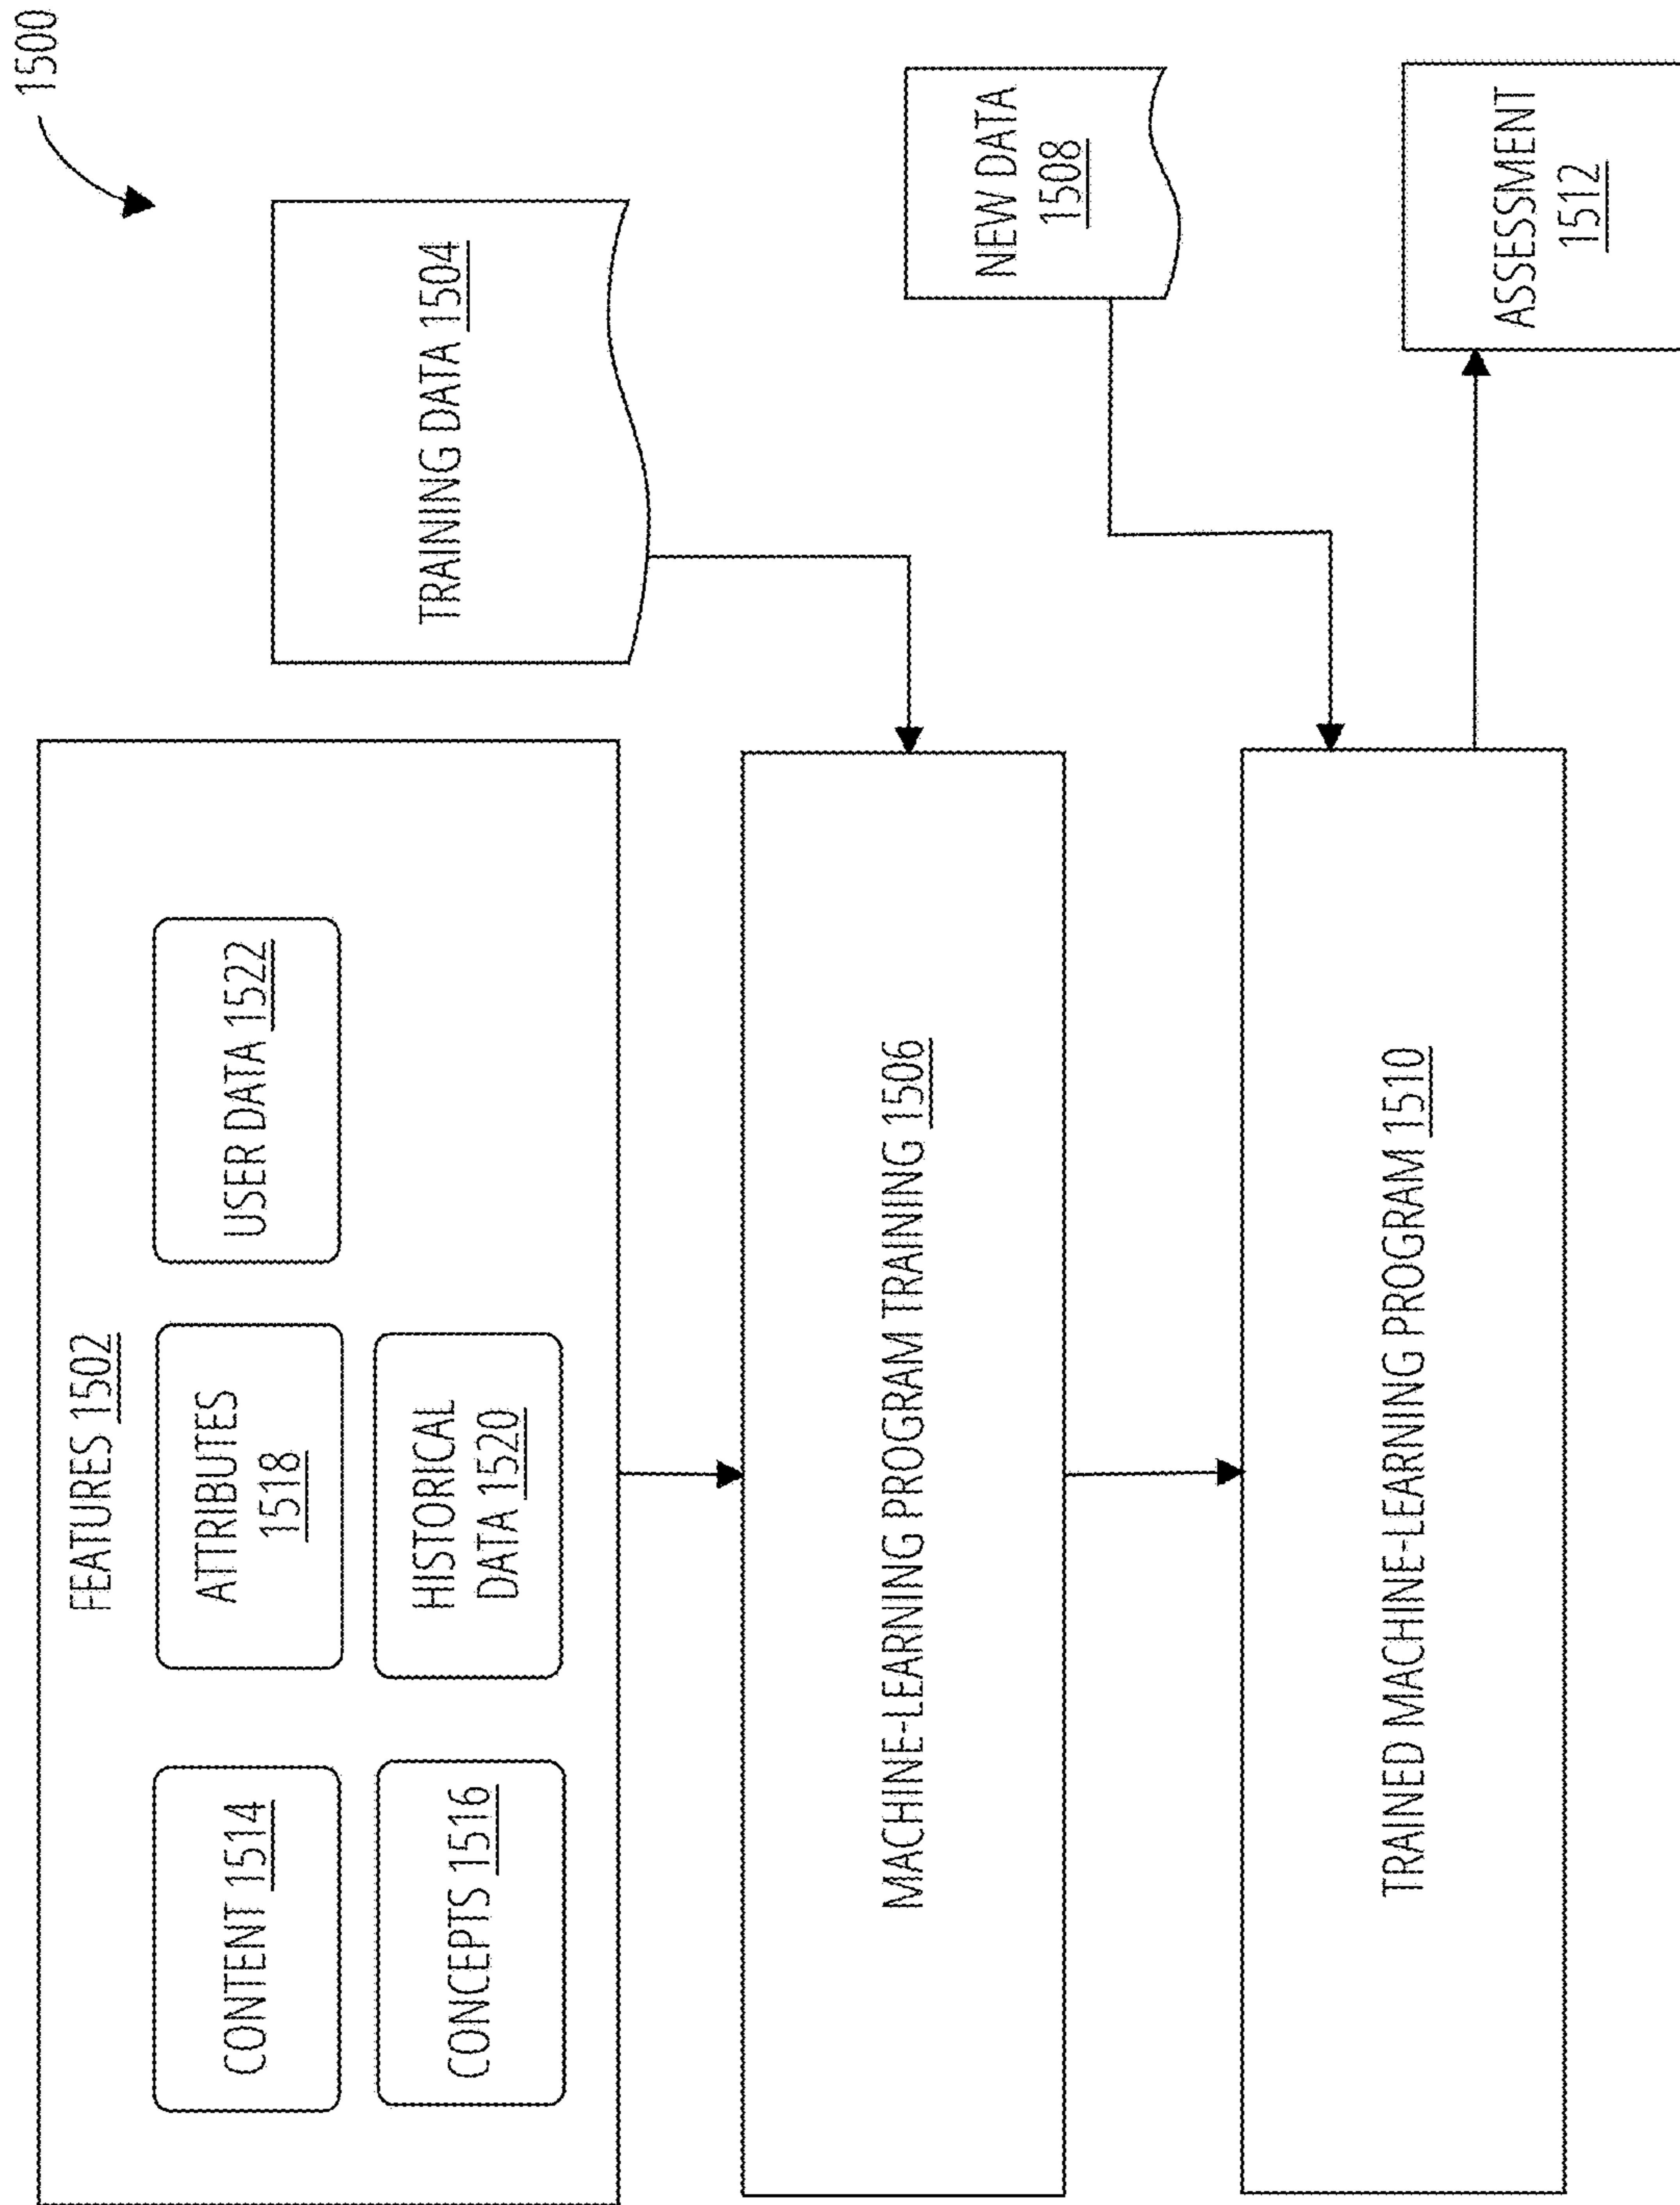 1500
FEATURES 1502
CONTENT 1514
ATTRIBUTES
1518
USER DATA 1522
CONCEPTS 1516
HISTORICAL
DATA 1520
TRAINING DATA 1504
MACHINE-LEARNING PROGRAM TRAINING 1506
NEW DATA
1508
TRAINED MACHINE-LEARNING PROGRAM 1510
ASSESSMENT
1512